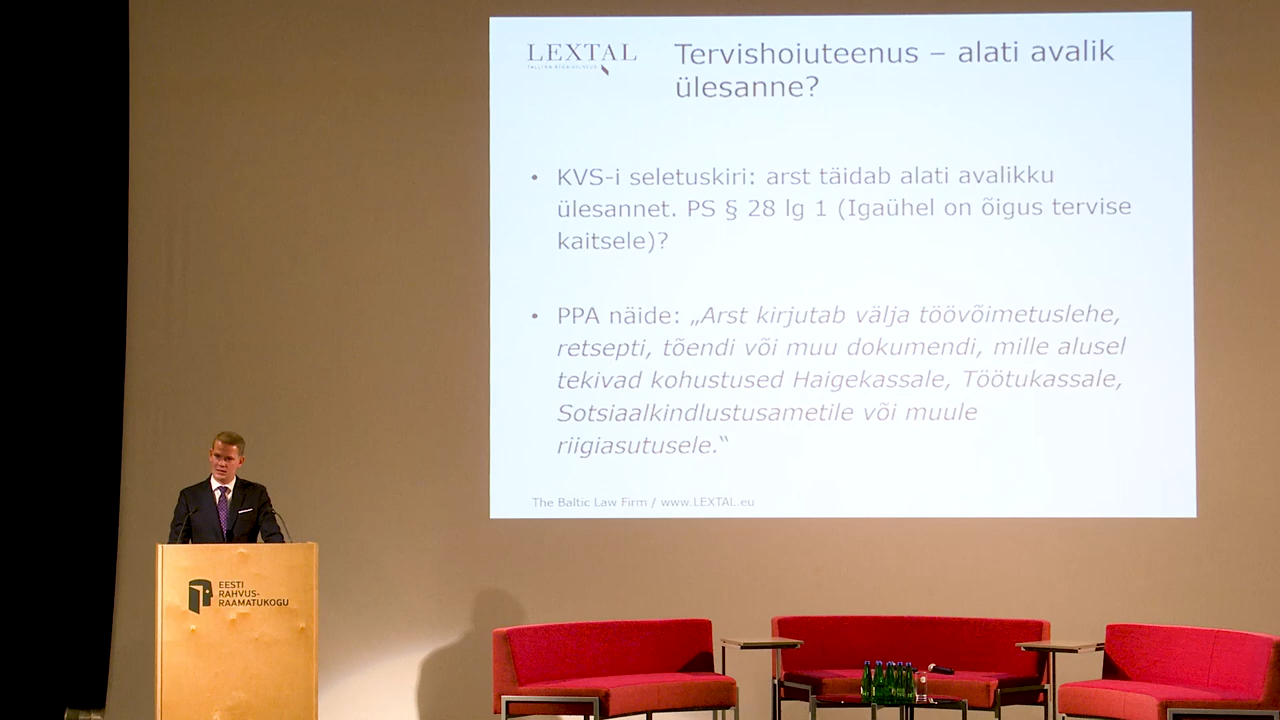 LEXTAL
Tervishoiuteenus – alati avalik
ülesanne?
• KVS-i seletuskiri: arst täidab alati avalikku
ülesannet. PS § 28 lg 1 (Igaühel on õigus tervise
kaitsele)?
• PPA näide: „Arst kirjutab välja töövõimetuslehe,
retsepti, tõendi või muu dokumendi, mille alusel
tekivad kohustused Haigekassale, Töötukassale,
Sotsiaalkindlustusametile või muule
riigiasutusele.“
The Baltic Law Firm / www.LEXTAL.eu
EESTI
RAHVUS-
RAAMATUKOGU